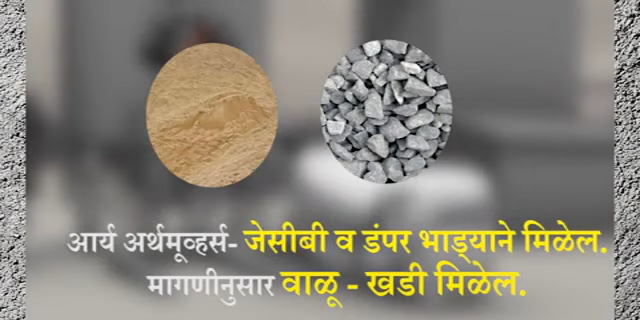 आर्य अर्थमूव्हर्स- जेसीबी व डंपर भाड्याने मिळेल.
मागणीनुसार वाळू - खडी मिळेल.